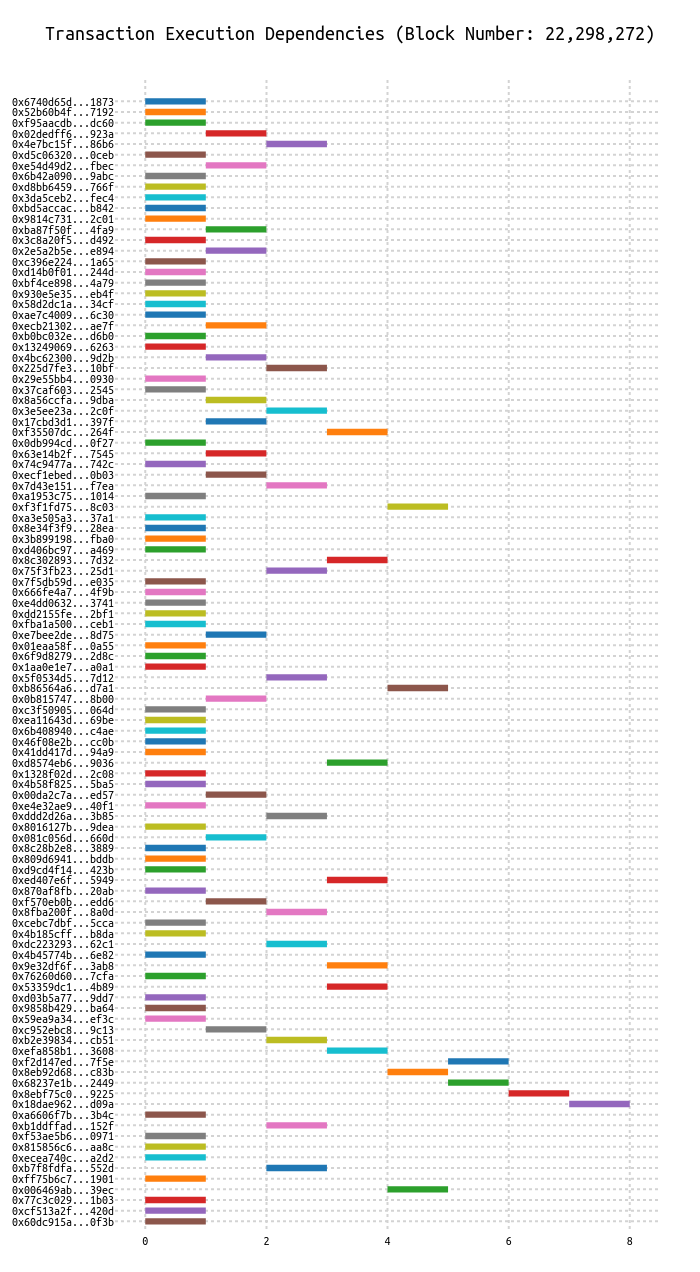 Transaction Execution Dependencies (Block Number: 22,298,272)
0x6740d65d...1873
0x52b60b4f...7192
0xf95aacdb...dc60
0x02dedff6...923a
0x4e7bc15f...86b6
0xd5c06320...0ceb
0xe54d49d2...fbec
0x6b42a090...9abc
0xd8bb6459...766f
0x3da5ceb2...fec4
0xbd5accac...b842
0x9814c731...2c01
0xba87f50f...4fa9
0x3c8a20f5...d492
0x2e5a2b5e...e894
0xc396e224...1a65
0xd14b0f01...244d
0xbf4ce898...4a79
0x930e5e35...eb4f
0x58d2dc1a...34cf
0xae7c4009...6c30
0xecb21302...ae7f
0xb0bc032e...d6b0
0x13249069...6263
0x4bc62300...9d2b
0x225d7fe3...10bf
0x29e55bb4...0930
0x37caf603...2545
0x8a56ccfa...9dba
0x3e5ee23a...2c0f
0x17cbd3d1...397f
0xf35507dc...264f
0x0db994cd...0f27
0x63e14b2f...7545
0x74c9477a...742c
0xecf1ebed...0b03
0x7d43e151...f7ea
0xa1953c75...1014
0xf3f1fd75...8c03
0xa3e505a3...37a1
0x8e34f3f9...28ea
0x3b899198...fba0
0xd406bc97...a469
0x8c302893...7d32
0x75f3fb23...25d1
0x7f5db59d...e035
0x666fe4a7...4f9b
0xe4dd0632...3741
0xdd2155fe...2bf1
0xfba1a500...ceb1
0xe7bee2de...8d75
0x01eaa58f...0a55
0x6f9d8279...2d8c
0x1aa0e1e7...a0a1
0x5f0534d5...7d12
0xb86564a6...d7a1
0x0b815747...8b00
0xc3f50905...064d
0xea11643d...69be
0x6b408940...c4ae
0x46f08e2b...cc0b
0x41dd417d...94a9
0xd8574eb6...9036
0x1328f02d...2c08
0x4b58f825...5ba5
0x00da2c7a...ed57
0xe4e32ae9...40f1
0xddd2d26a...3b85
0x8016127b...9dea
0x081c056d...660d
0x8c28b2e8...3889
0x809d6941...bddb
0xd9cd4f14...423b
0xed407e6f...5949
0x870af8fb...20ab
0xf570eb0b...edd6
0x8fba200f...8a0d
0xcebc7dbf...5cca
0x4b185cff...b8da
0xdc223293...62c1
0x4b45774b...6e82
0x9e32df6f...3ab8
0x76260d60...7cfa
0x53359dc1...4b89
0xd03b5a77...9dd7
0x9858b429...ba64
0x59ea9a34...ef3c
0xc952ebc8...9c13
0xb2e39834...cb51
0xefa858b1...3608
0xf2d147ed...7f5e
0x8eb92d68...c83b
0x68237e1b...2449
0x8ebf75c0...9225
0x18dae962...d09a
0xa6606f7b...3b4c
0xb1ddffad...152f
0xf53ae5b6...0971
0x815856c6...aa8c
0xecea740c...a2d2
0xb7f8fdfa...552d
0xff75b6c7...1901
0x006469ab...39ec
0x77c3c029...1b03
0xcf513a2f...420d
0x60dc915a...0f3b
0 2 4 6 8